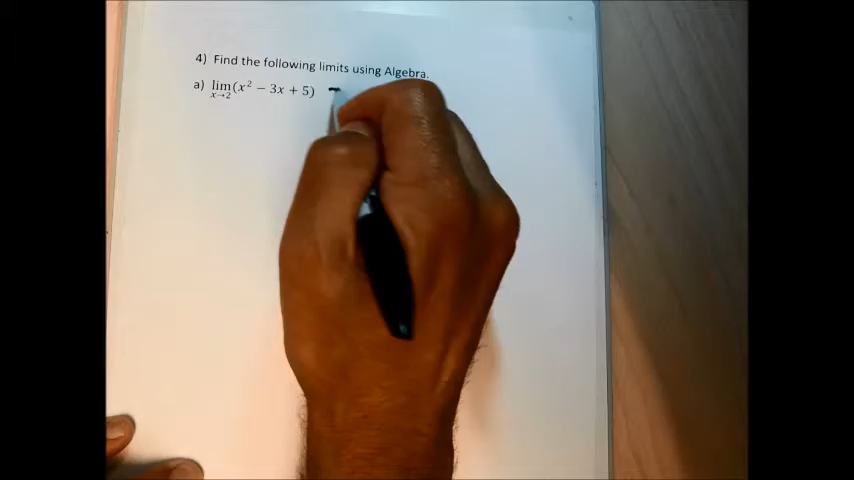 4) Find the following limits using Algebra.
a) lim x→2 (x² − 3x + 5)